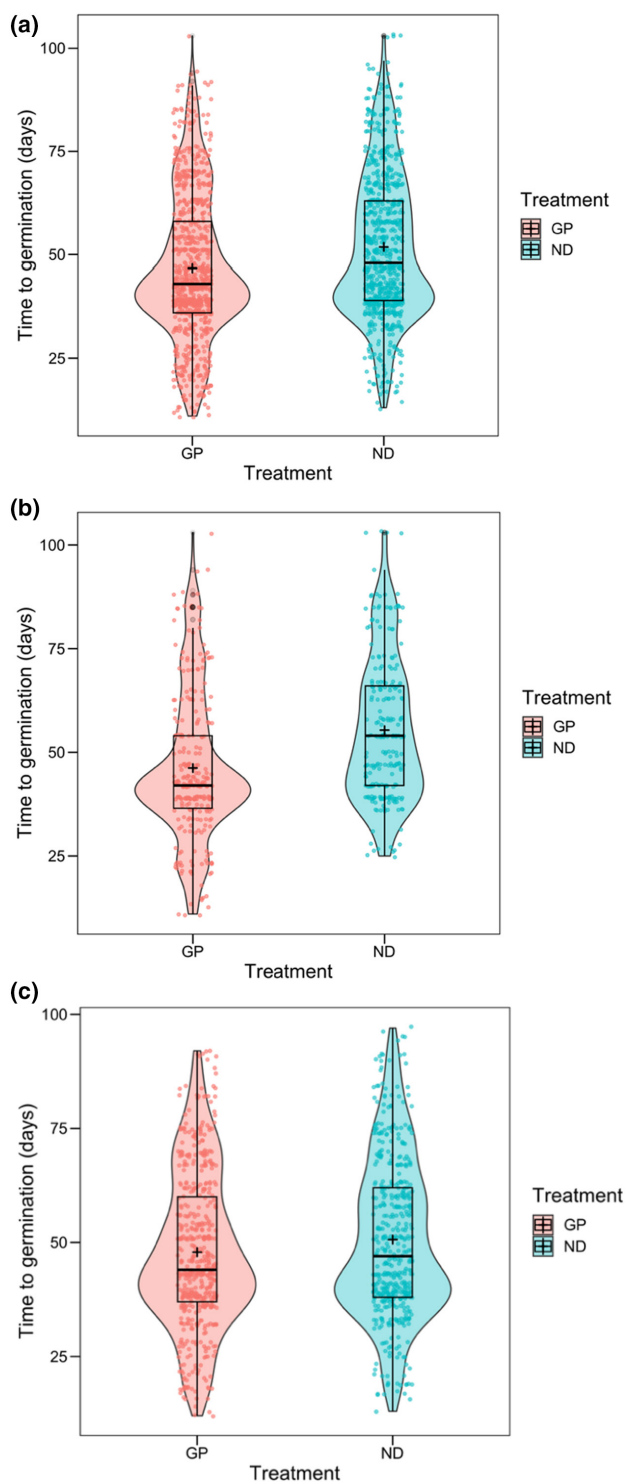 (a)
Time to germination (days)
100
75
50
25
GP
ND
Treatment
Treatment
GP
ND
(b)
Time to germination (days)
100
75
50
25
GP
ND
Treatment
Treatment
GP
ND
(c)
Time to germination (days)
100
75
50
25
GP
ND
Treatment
Treatment
GP
ND